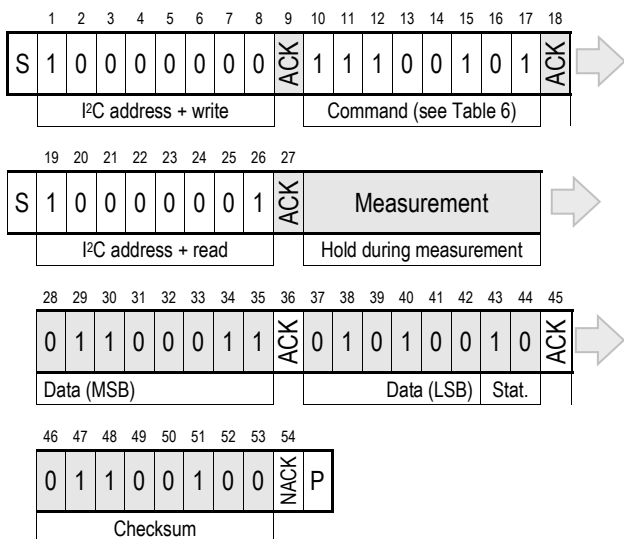 1 2 3 4 5 6 7 8 9 10 11 12 13 14 15 16 17 18
S 1 0 0 0 0 0 0 0 ACK 1 1 1 0 0 1 0 1 ACK
I²C address + write Command (see Table 6)
19 20 21 22 23 24 25 26 27
S 1 0 0 0 0 0 0 1 ACK Measurement
I²C address + read Hold during measurement
28 29 30 31 32 33 34 35 36 37 38 39 40 41 42 43 44 45
0 1 1 0 0 0 1 1 ACK 0 1 0 1 0 0 1 0 ACK
Data (MSB) Data (LSB) Stat.
46 47 48 49 50 51 52 53 54
0 1 1 0 0 1 0 0 NACK P
Checksum